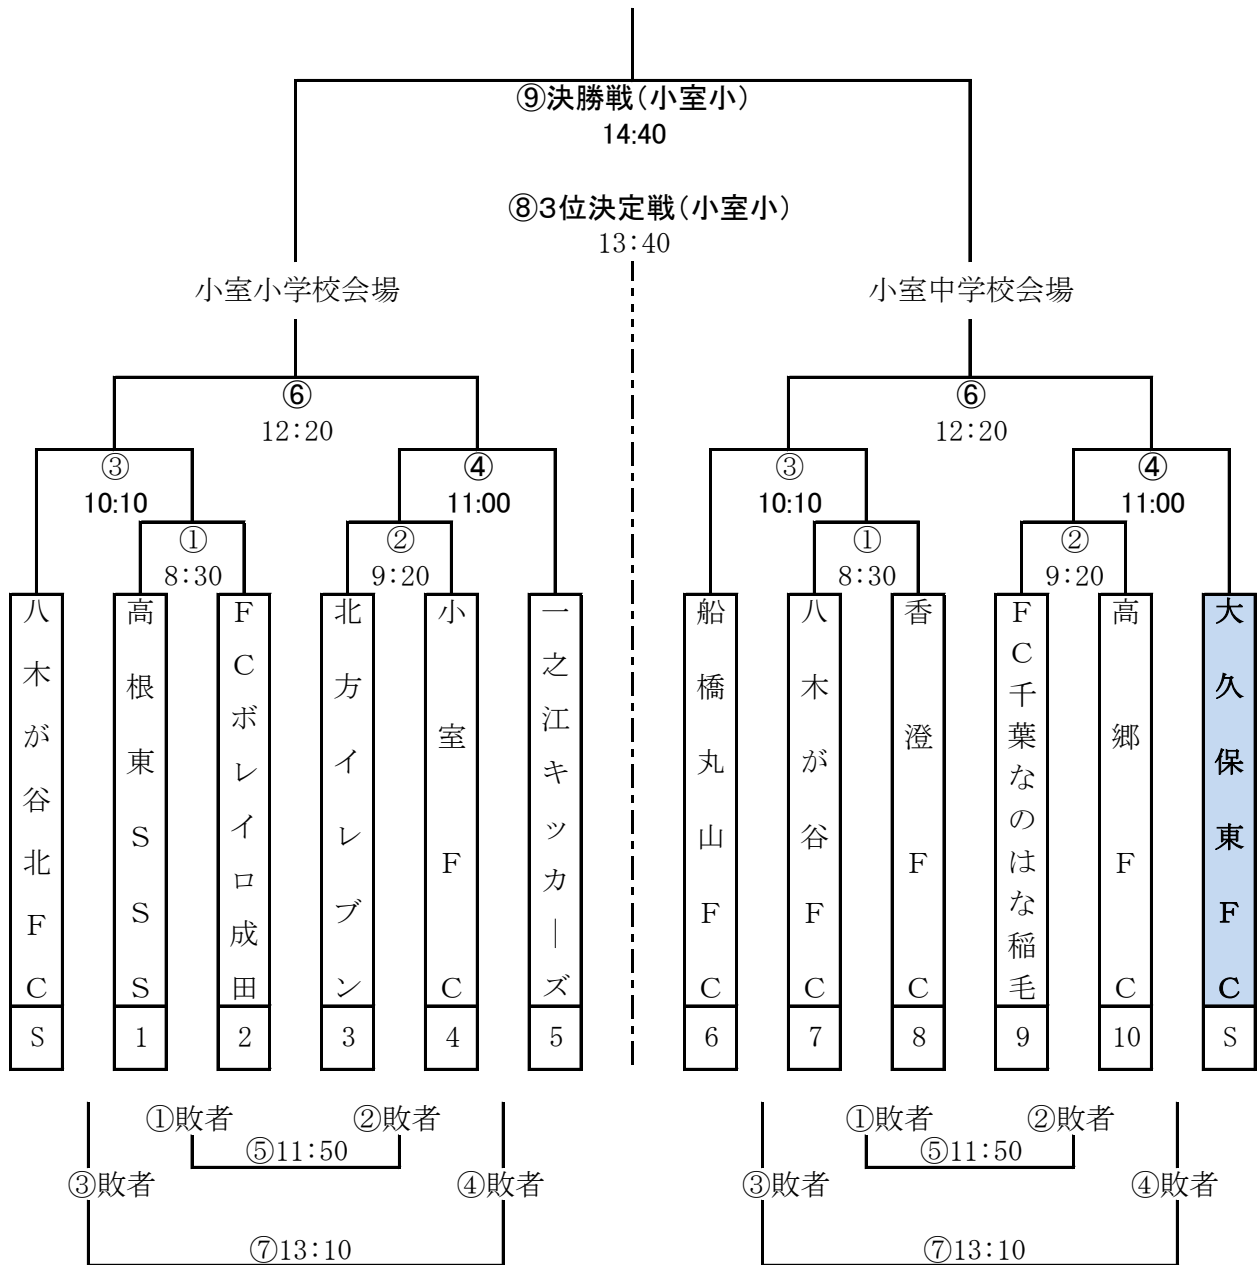 ⑨決勝戦(小室小)
14:40
⑧3位決定戦(小室小)
13:40
小室小学校会場
小室中学校会場
⑥
12:20
⑥
12:20
③
10:10
④
11:00
③
10:10
④
11:00
①
8:30
②
9:20
①
8:30
②
9:20
八木が谷北FC
高根東SSS
FCボレイロ成田
北方イレブン
小室FC
一之江キッカーズ
船橋丸山FC
八木が谷FC
香澄FC
FC千葉なのはな稲毛
高郷FC
大久保東FC
S
1
2
3
4
5
6
7
8
9
10
S
①敗者
②敗者
①敗者
②敗者
⑤11:50
⑤11:50
③敗者
④敗者
③敗者
④敗者
⑦13:10
⑦13:10